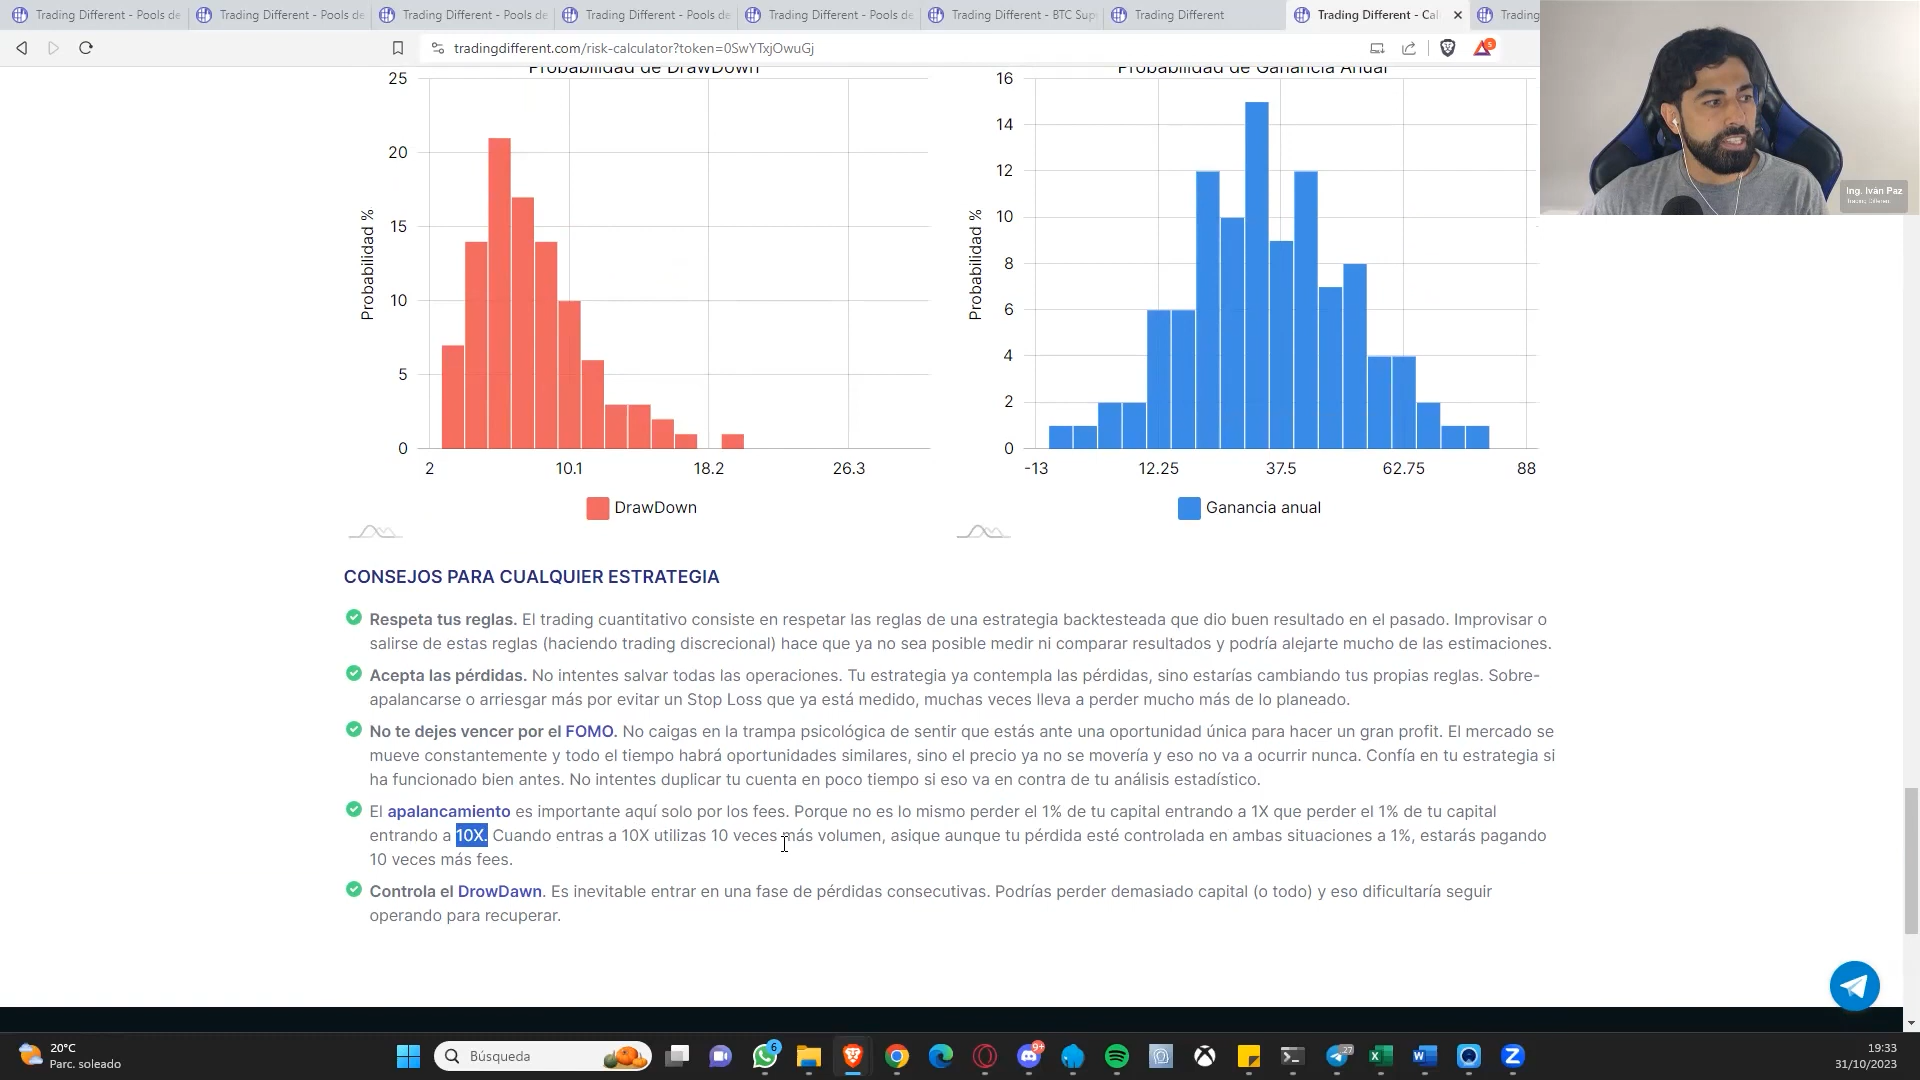 Trading Different - Pools de
Trading Different - Pools de
Trading Different - Pools de
Trading Different - Pools de
Trading Different - Pools de
Trading Different - BTC Sup
Trading Different
Trading Different - Cal
Trading
tradingdifferent.com/risk-calculator?token=0SwYTxjOwuGj
5
Ing. Iván Paz
Trading Different
Probabilidad de DrawDown
Probabilidad %
25
20
15
10
5
0
2
10.1
18.2
26.3
DrawDown
Probabilidad de Ganancia Anual
Probabilidad %
16
14
12
10
8
6
4
2
0
-13
12.25
37.5
62.75
88
Ganancia anual
CONSEJOS PARA CUALQUIER ESTRATEGIA
Respeta tus reglas. El trading cuantitativo consiste en respetar las reglas de una estrategia backtesteada que dio buen resultado en el pasado. Improvisar o
salirse de estas reglas (haciendo trading discrecional) hace que ya no sea posible medir ni comparar resultados y podría alejarte mucho de las estimaciones.
Acepta las pérdidas. No intentes salvar todas las operaciones. Tu estrategia ya contempla las pérdidas, sino estarías cambiando tus propias reglas. Sobre-
apalancarse o arriesgar más por evitar un Stop Loss que ya está medido, muchas veces lleva a perder mucho más de lo planeado.
No te dejes vencer por el FOMO. No caigas en la trampa psicológica de sentir que estás ante una oportunidad única para hacer un gran profit. El mercado se
mueve constantemente y todo el tiempo habrá oportunidades similares, sino el precio ya no se movería y eso no va a ocurrir nunca. Confía en tu estrategia si
ha funcionado bien antes. No intentes duplicar tu cuenta en poco tiempo si eso va en contra de tu análisis estadístico.
El apalancamiento es importante aquí solo por los fees. Porque no es lo mismo perder el 1% de tu capital entrando a 1X que perder el 1% de tu capital
entrando a 10X. Cuando entras a 10X utilizas 10 veces más volumen, asique aunque tu pérdida esté controlada en ambas situaciones a 1%, estarás pagando
10 veces más fees.
Controla el DrowDawn. Es inevitable entrar en una fase de pérdidas consecutivas. Podrías perder demasiado capital (o todo) y eso dificultaría seguir
operando para recuperar.
20°C
Parc. soleado
Búsqueda
6
9+
27
19:33
31/10/2023